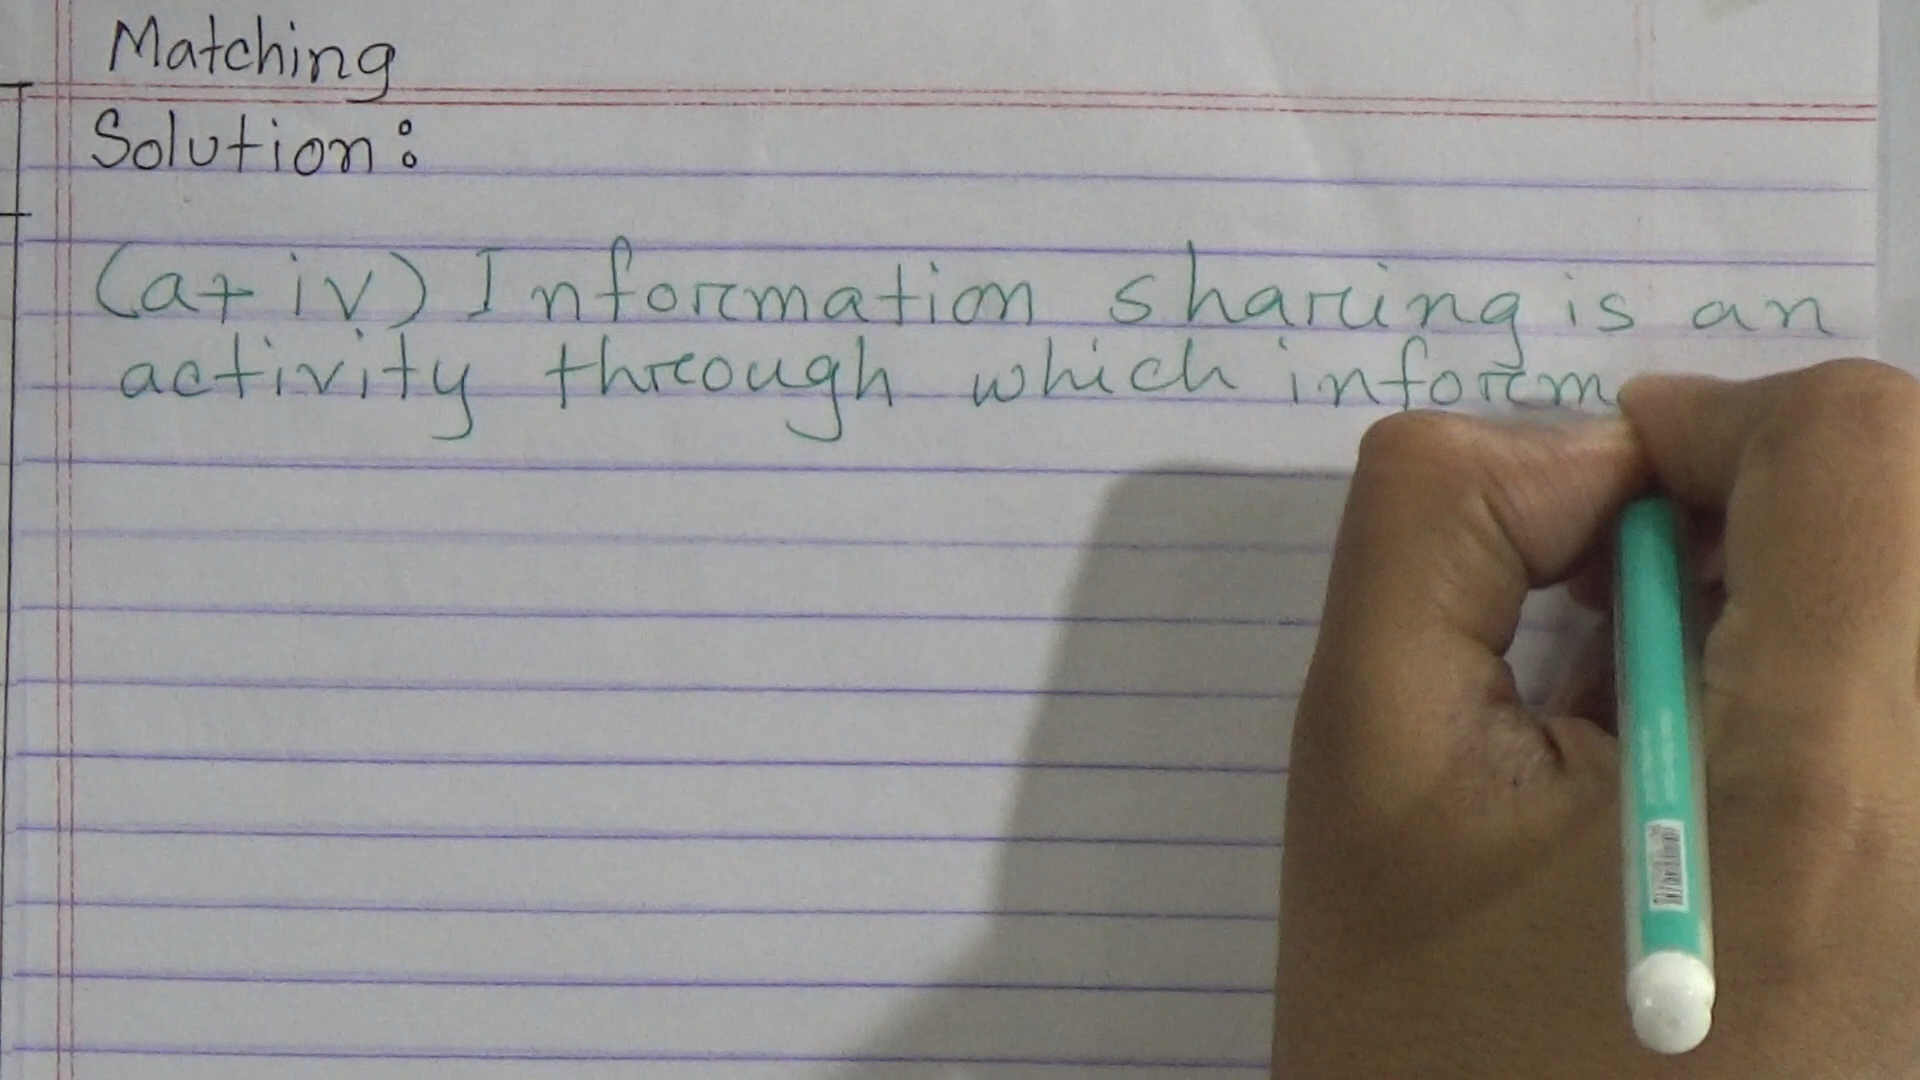 Matching
Solution:
(a+iv) Information sharing is an
activity through which inform